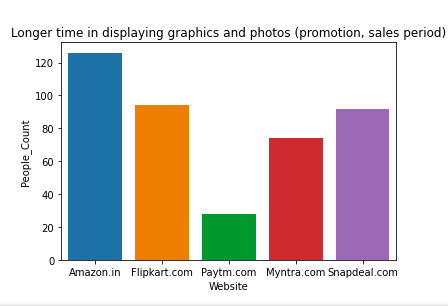 Longer time in displaying graphics and photos (promotion, sales period)
120
100
80
60
40
20
0
People_Count
Amazon.in Flipkart.com Paytm.com Myntra.com Snapdeal.com
Website